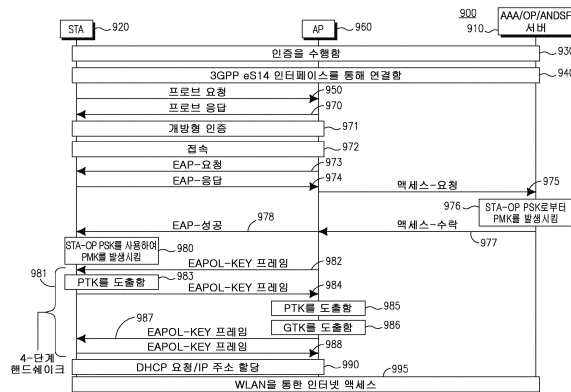 900
STA
920
AP
960
AAA/OP/ANDSF
서버
910
인증을 수행함
930
3GPP eS14 인터페이스를 통해 연결함
940
프로브 요청
950
프로브 응답
970
개방형 인증
971
접속
972
EAP-요청
973
EAP-응답
974
액세스-요청
975
976
STA-OP PSK로부터
PMK를 발생시킴
EAP-성공
978
액세스-수락
977
STA-OP PSK를 사용하여
PMK를 발생시킴
980
981
EAPOL-KEY 프레임
982
PTK를 도출함
983
EAPOL-KEY 프레임
984
PTK를 도출함
985
GTK를 도출함
986
987
EAPOL-KEY 프레임
EAPOL-KEY 프레임
988
4-단계
핸드쉐이크
DHCP 요청/IP 주소 할당
990
995
WLAN을 통한 인터넷 액세스